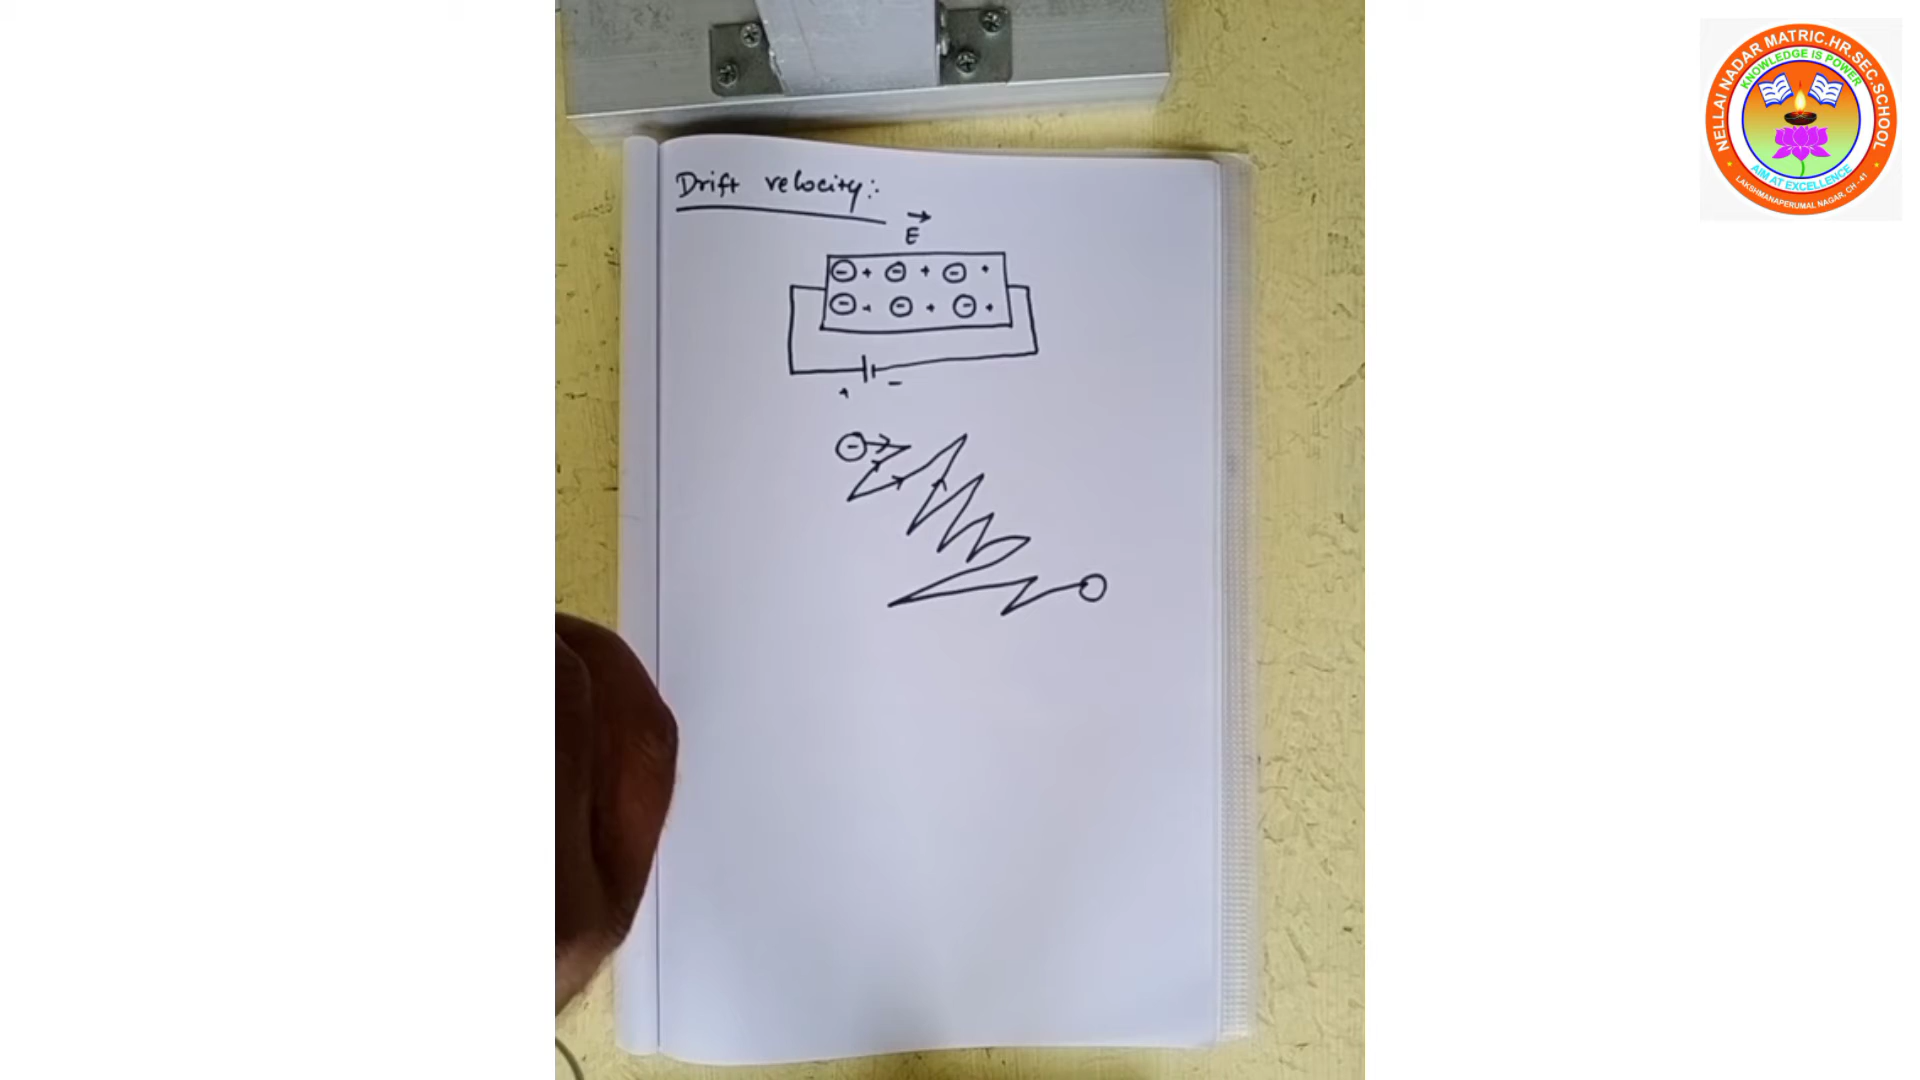 Drift velocity:
E
- + - + - +
- + - + - +
+ -
-
NELLAI NADAR MATRIC.HR.SEC.SCHOOL
KNOWLEDGE IS POWER
AIM AT EXCELLENCE
LAKSHMANAPERUMAL NAGAR, CH - 41